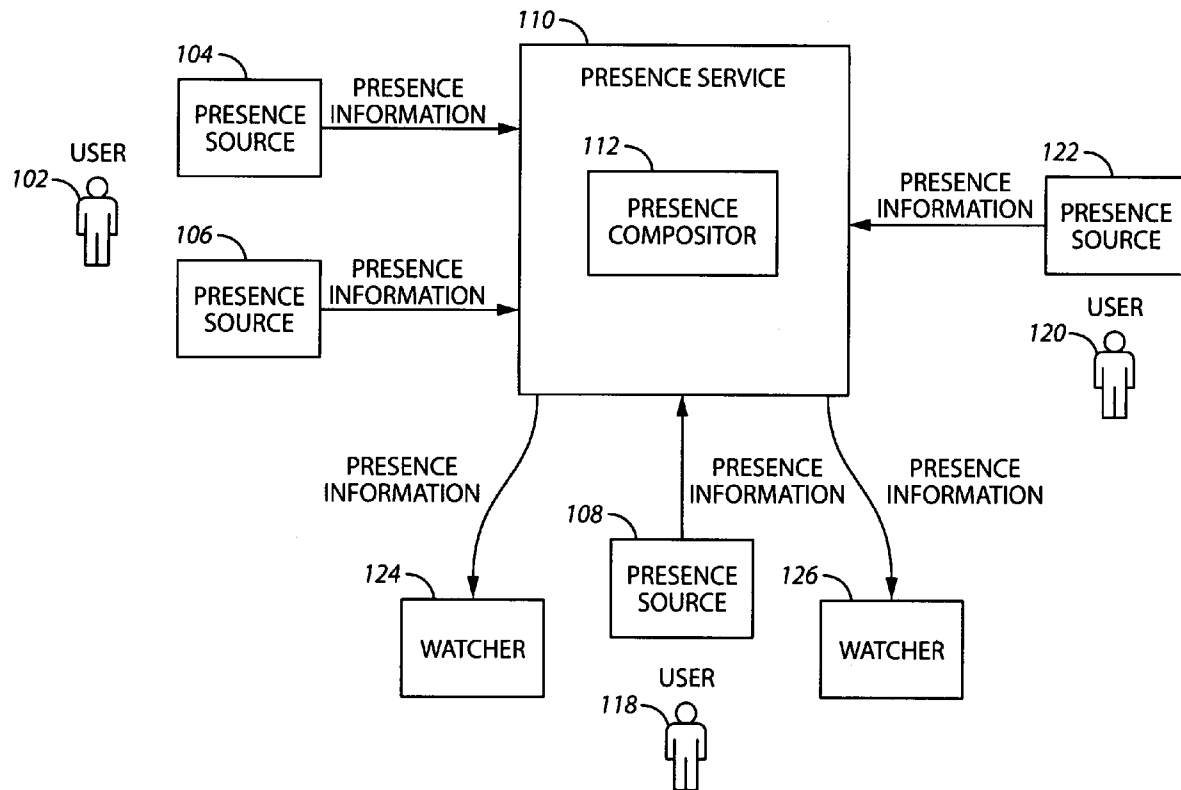 110
104
PRESENCE SERVICE
PRESENCE
INFORMATION
PRESENCE
SOURCE
112
122
USER
102
PRESENCE
INFORMATION
PRESENCE
COMPOSITOR
PRESENCE
SOURCE
106
PRESENCE
INFORMATION
PRESENCE
SOURCE
USER
120
PRESENCE
INFORMATION
PRESENCE
INFORMATION
PRESENCE
INFORMATION
108
124
PRESENCE
SOURCE
126
WATCHER
WATCHER
USER
118